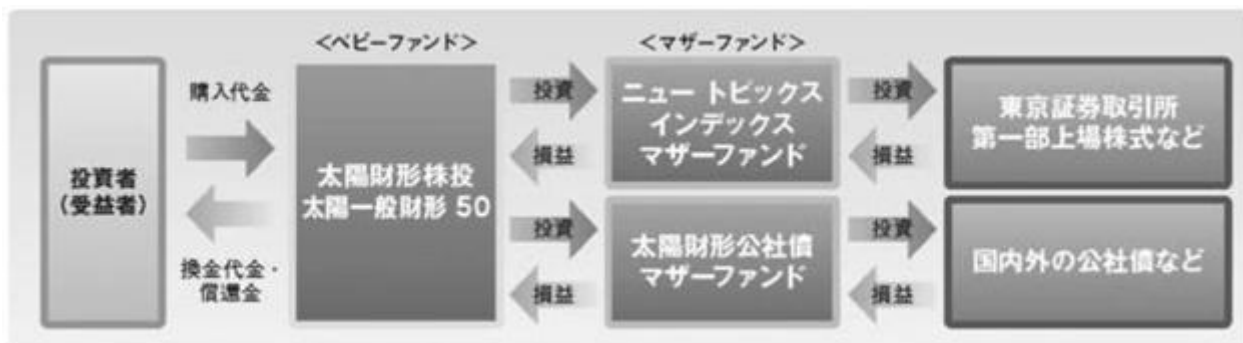 ＜ベビーファンド＞
＜マザーファンド＞
投資者
（受益者）
購入代金
換金代金・
償還金
太陽財形株投
太陽一般財形 50
投資
損益
投資
損益
ニュー トピックス
インデックス
マザーファンド
太陽財形公社債
マザーファンド
投資
損益
投資
損益
東京証券取引所
第一部上場株式など
国内外の公社債など